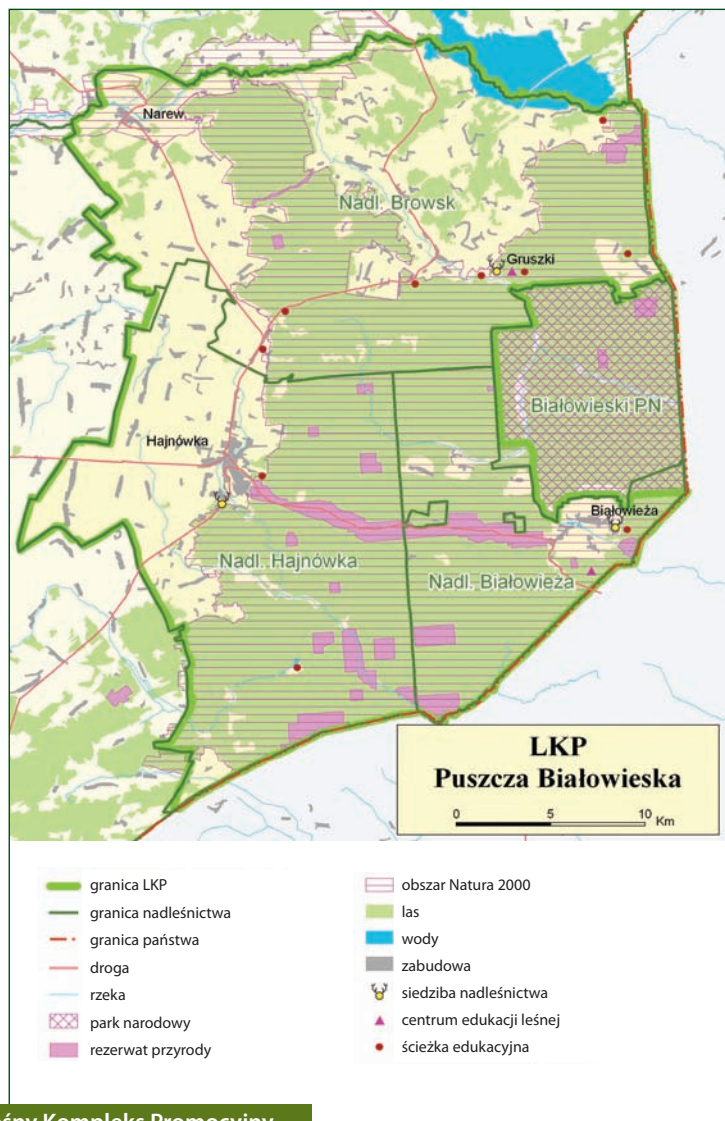 Narew
Nadl. Browsk
Gruszki
Białowieski PN
Hajnówka
Białowieża
Nadl. Hajnówka
Nadl. Białowieża
LKP
Puszcza Białowieska
0 5 10 Km
granica LKP
granica nadleśnictwa
granica państwa
droga
rzeka
park narodowy
rezerwat przyrody
obszar Natura 2000
las
wody
zabudowa
siedziba nadleśnictwa
centrum edukacji leśnej
ścieżka edukacyjna
Kompleks Promocyjny